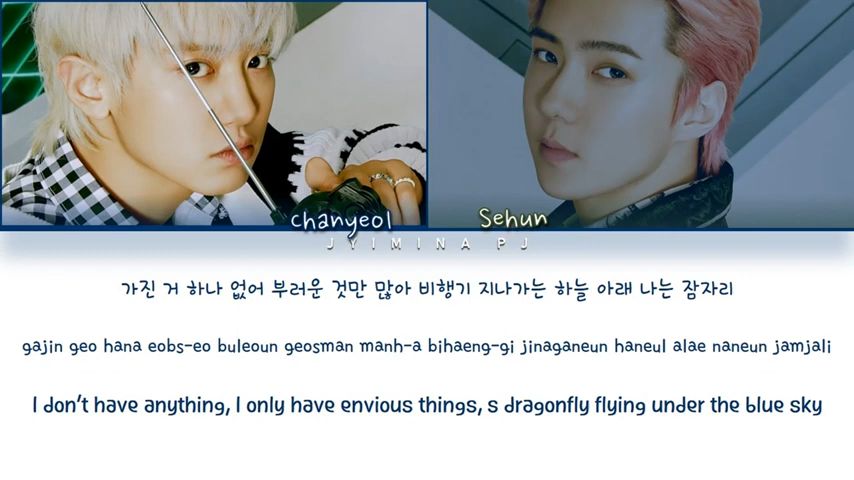 chanyeol Sehun
JYIMINA PJ
가진 거 하나 없어 부러운 것만 많아 비행기 지나가는 하늘 아래 나는 잠자리
gajin geo hana eobs-eo buleoun geosman manh-a bihaeng-gi jinaganeun haneul alae naneun jamjali
I don't have anything, I only have envious things, s dragonfly flying under the blue sky